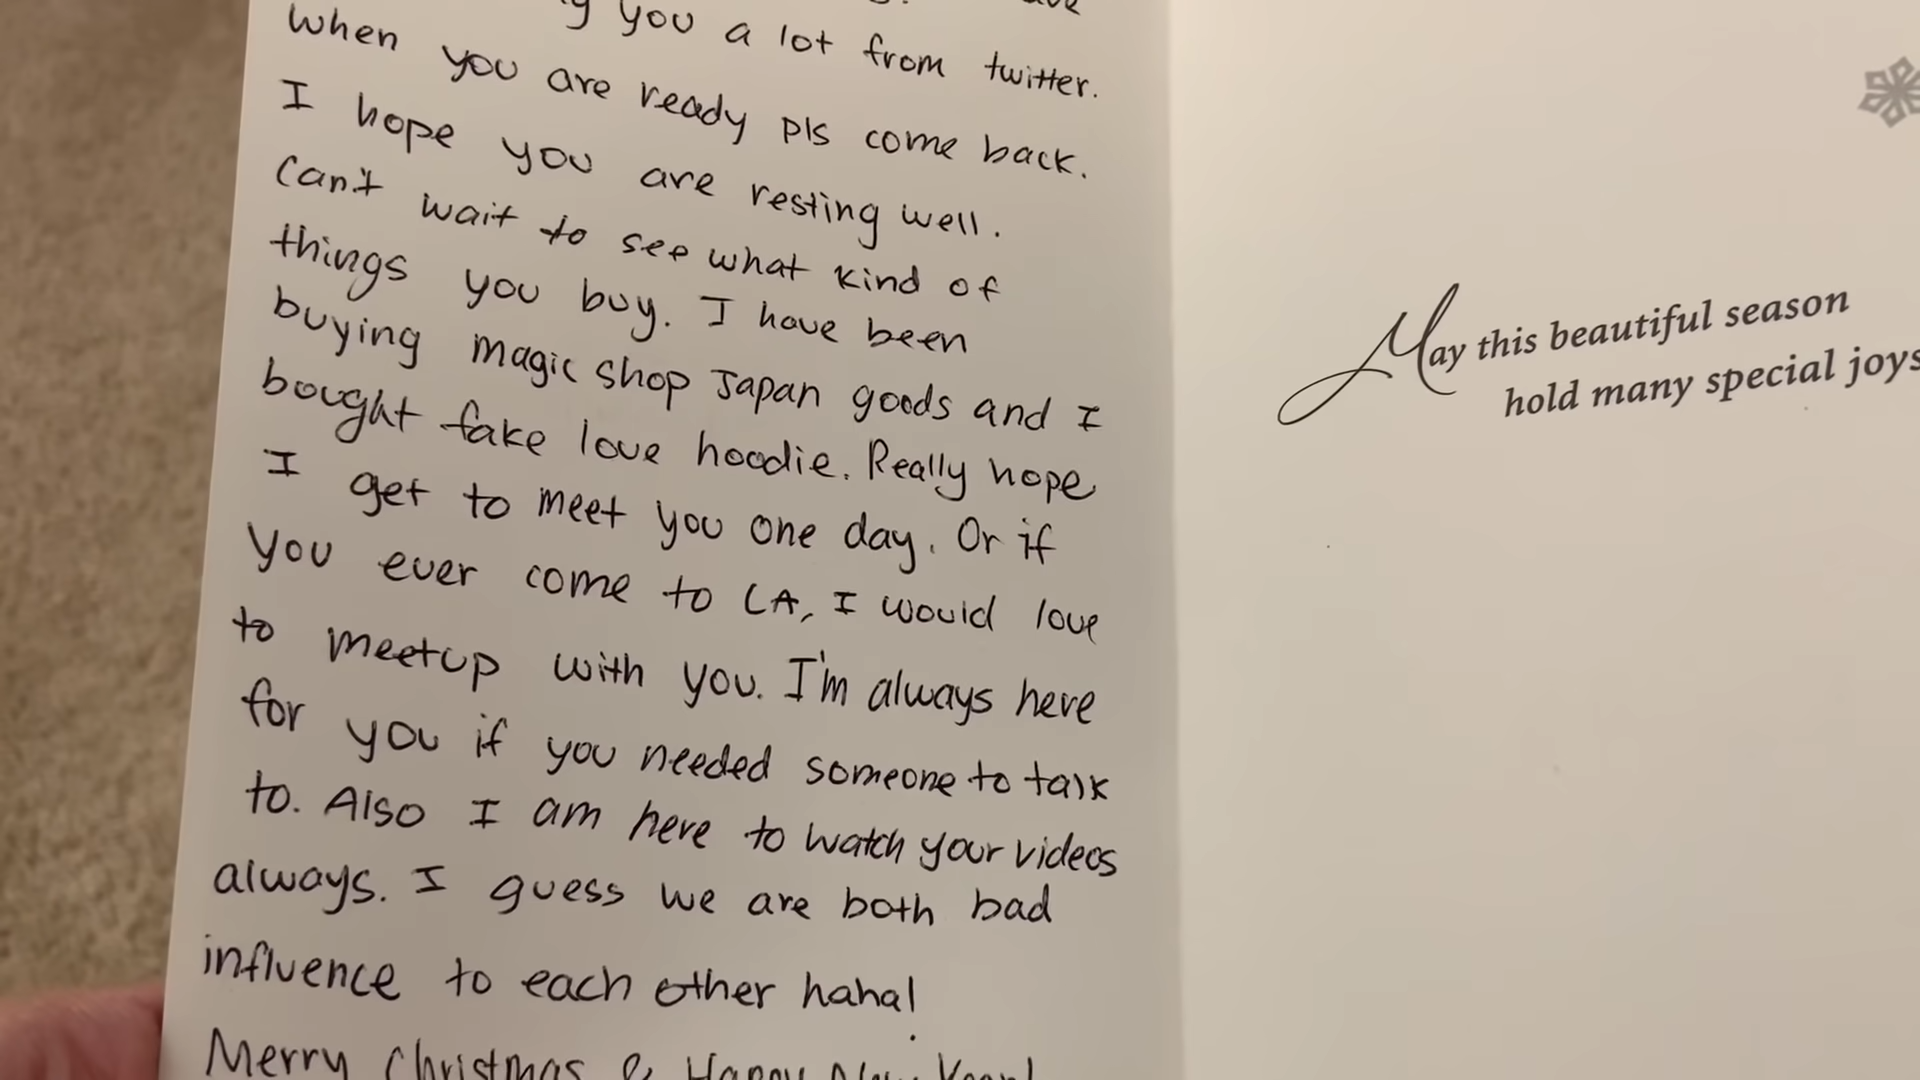 you a lot from twitter.
When you are ready pls come back.
I hope you are resting well.
Can't wait to see what kind of
things you buy. I have been
buying magic shop Japan goods and I
bought fake love hoodie. Really hope
I get to meet you one day. Or if
you ever come to LA, I would love
to meetup with you. I'm always here
for you if you needed someone to talk
to. Also I am here to watch your videos
always. I guess we are both bad
influence to each other haha!
Merry Christmas & Happy New Year!
May this beautiful season
hold many special joys